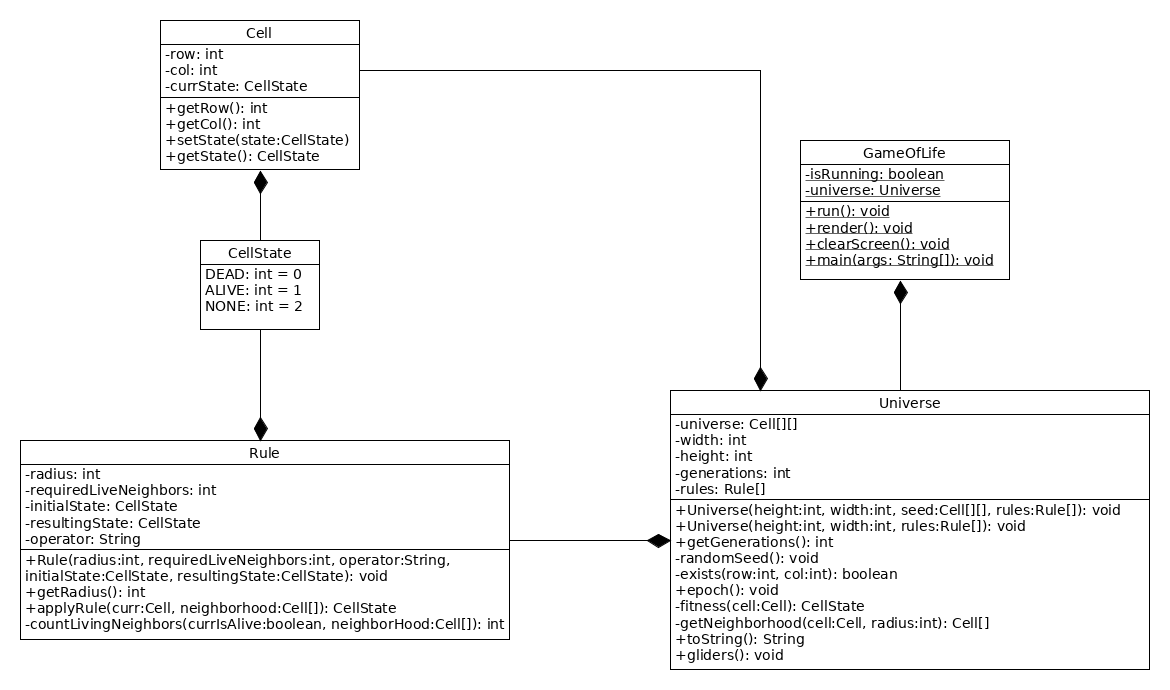 Cell
-row: int
-col: int
-currState: CellState
+getRow(): int
+getCol(): int
+setState(state:CellState)
+getState(): CellState
GameOfLife
-isRunning: boolean
-universe: Universe
+run(): void
+render(): void
+clearScreen(): void
+main(args: String[]): void
CellState
DEAD: int = 0
ALIVE: int = 1
NONE: int = 2
Universe
-universe: Cell[][]
-width: int
-height: int
-generations: int
-rules: Rule[]
+Universe(height:int, width:int, seed:Cell[][], rules:Rule[]): void
+Universe(height:int, width:int, rules:Rule[]): void
+getGenerations(): int
-randomSeed(): void
-exists(row:int, col:int): boolean
+epoch(): void
-fitness(cell:Cell): CellState
-getNeighborhood(cell:Cell, radius:int): Cell[]
+toString(): String
+gliders(): void
Rule
-radius: int
-requiredLiveNeighbors: int
-initialState: CellState
-resultingState: CellState
-operator: String
+Rule(radius:int, requiredLiveNeighbors:int, operator:String,
initialState:CellState, resultingState:CellState): void
+getRadius(): int
+applyRule(curr:Cell, neighborhood:Cell[]): CellState
-countLivingNeighbors(currIsAlive:boolean, neighborHood:Cell[]): int